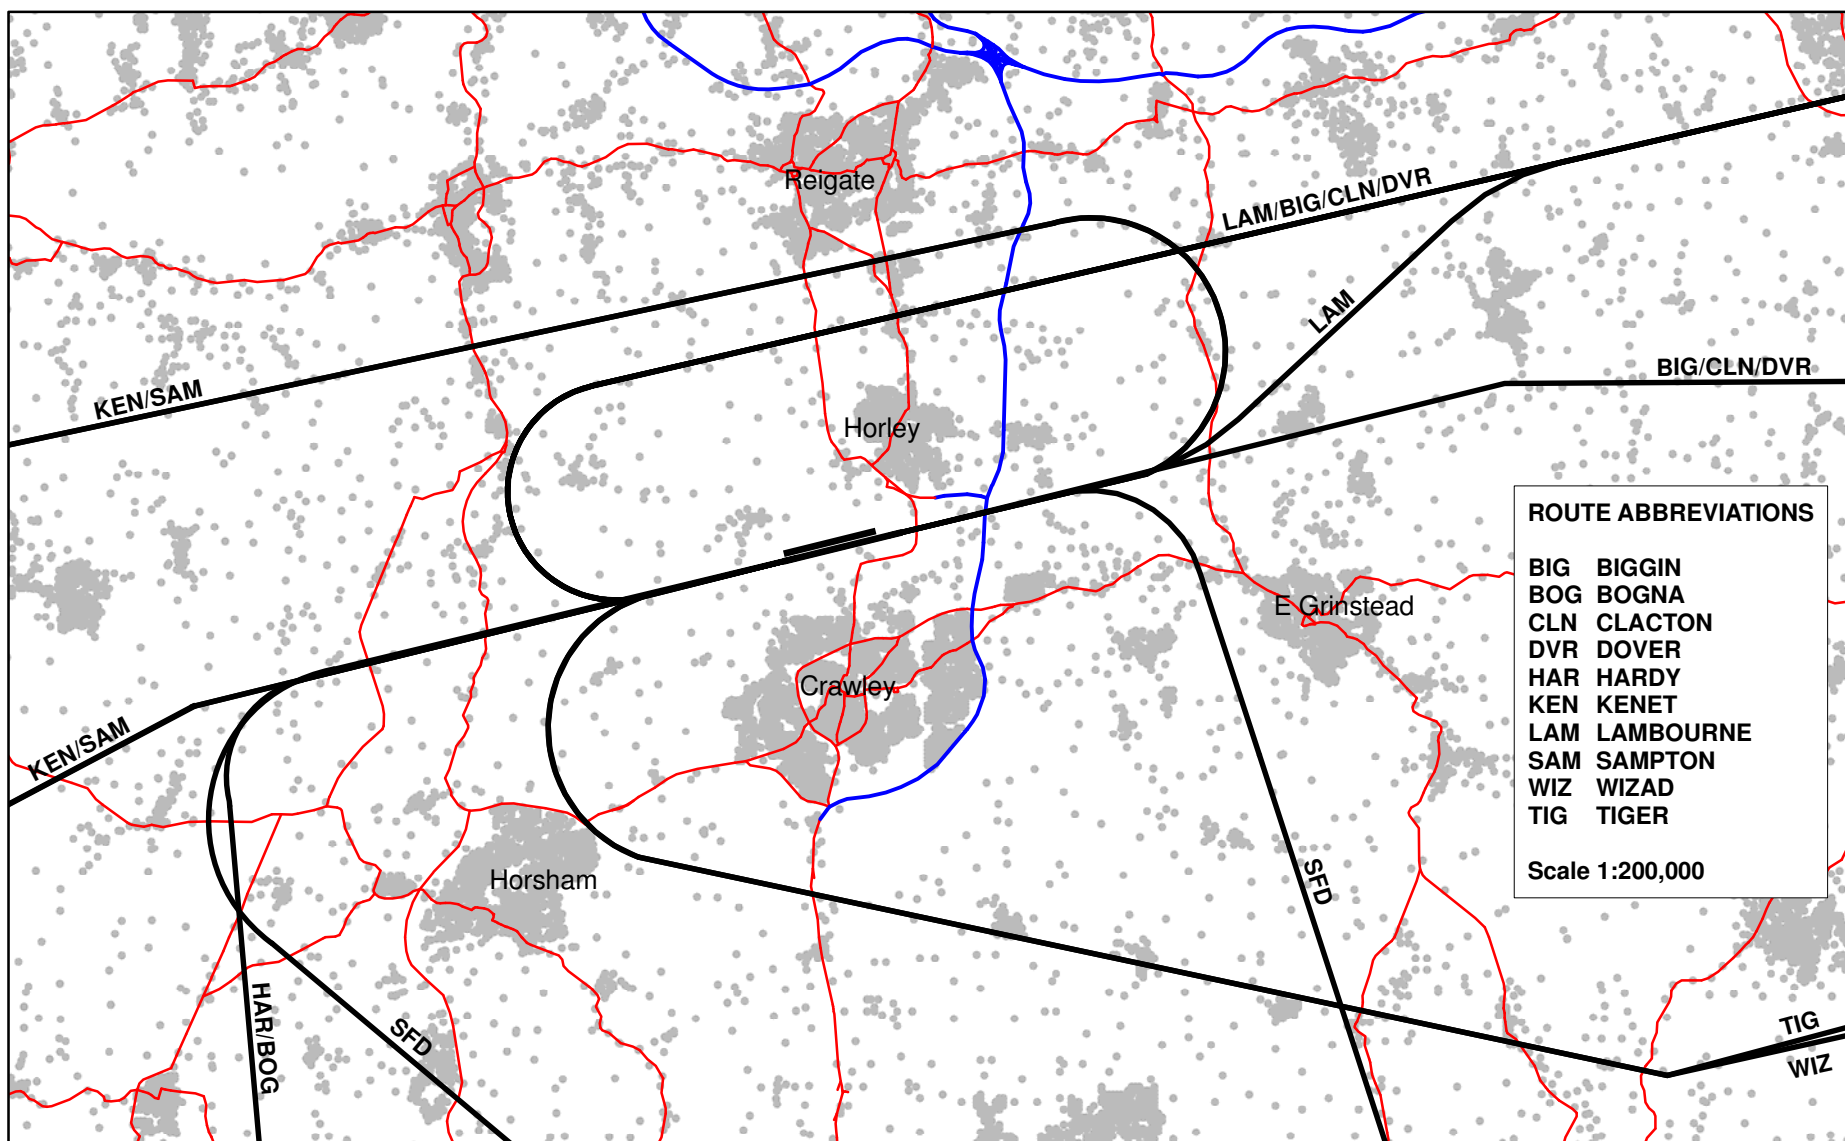 Reigate
LAM/BIG/CLN/DVR
LAM
BIG/CLN/DVR
KEN/SAM
Horley
ROUTE ABBREVIATIONS
BIG BIGGIN
BOG BOGNA
CLN CLACTON
DVR DOVER
HAR HARDY
KEN KENET
LAM LAMBOURNE
SAM SAMPTON
WIZ WIZAD
TIG TIGER
Scale 1:200,000
E Grinstead
Crawley
KEN/SAM
Horsham
SFD
HAR/BOG
SFD
TIG
WIZ